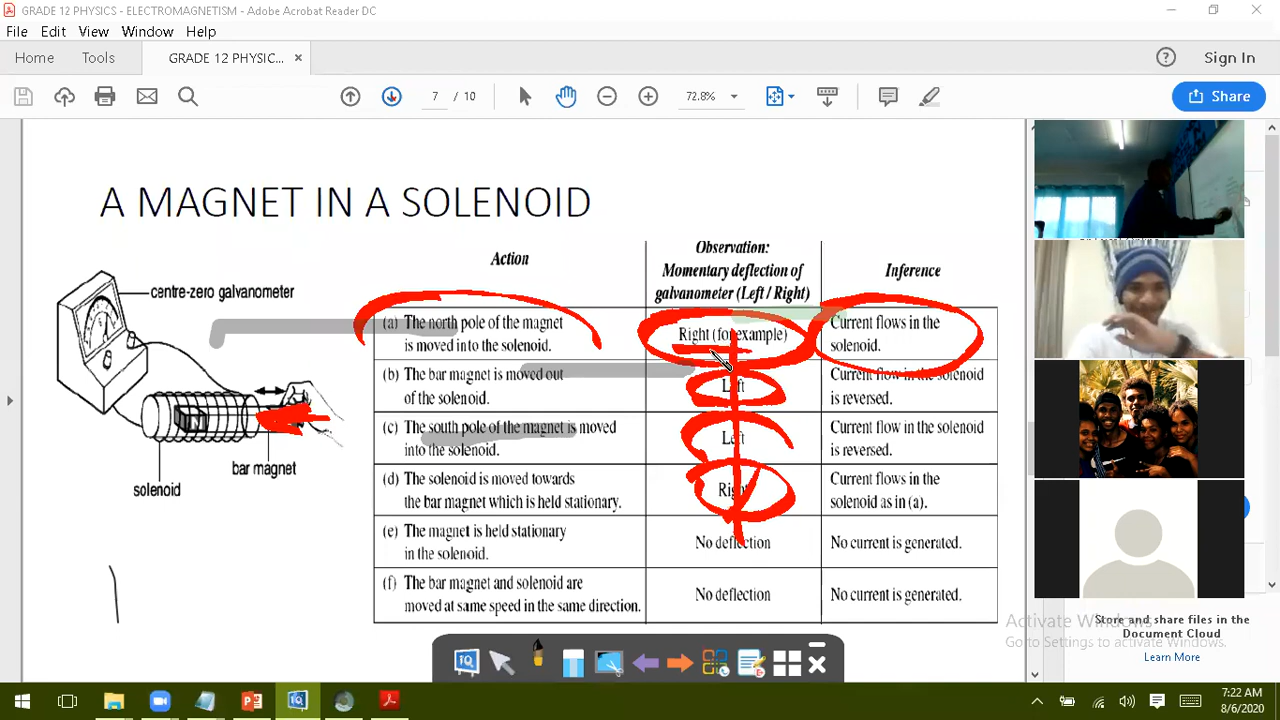 GRADE 12 PHYSICS - ELECTROMAGNETISM - Adobe Acrobat Reader DC
File Edit View Window Help
Home Tools GRADE 12 PHYSIC... × Sign In
7 / 10 72.8% Share
A MAGNET IN A SOLENOID
centre-zero galvanometer
solenoid
bar magnet
Action
Observation:
Momentary deflection of
galvanometer (Left / Right)
Inference
(a) The north pole of the magnet
is moved into the solenoid.
Right (for example)
Current flows in the
solenoid.
(b) The bar magnet is moved out
of the solenoid.
Left
Current flow in the solenoid
is reversed.
(c) The south pole of the magnet is moved
into the solenoid.
Left
Current flow in the solenoid
is reversed.
(d) The solenoid is moved towards
the bar magnet which is held stationary.
Right
Current flows in the
solenoid as in (a).
(e) The magnet is held stationary
in the solenoid.
No deflection
No current is generated.
(f) The bar magnet and solenoid are
moved at same speed in the same direction.
No deflection
No current is generated.
Store and share files in the
Document Cloud
Learn More
Activate Windows
Go to Settings to activate Windows.
IQ
7:22 AM
8/6/2020